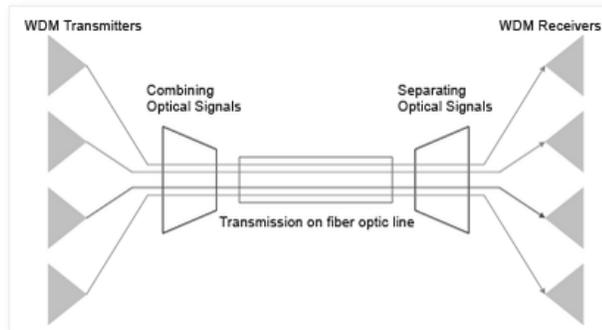 WDM Transmitters
WDM Receivers
Combining
Optical Signals
Separating
Optical Signals
Transmission on fiber optic line